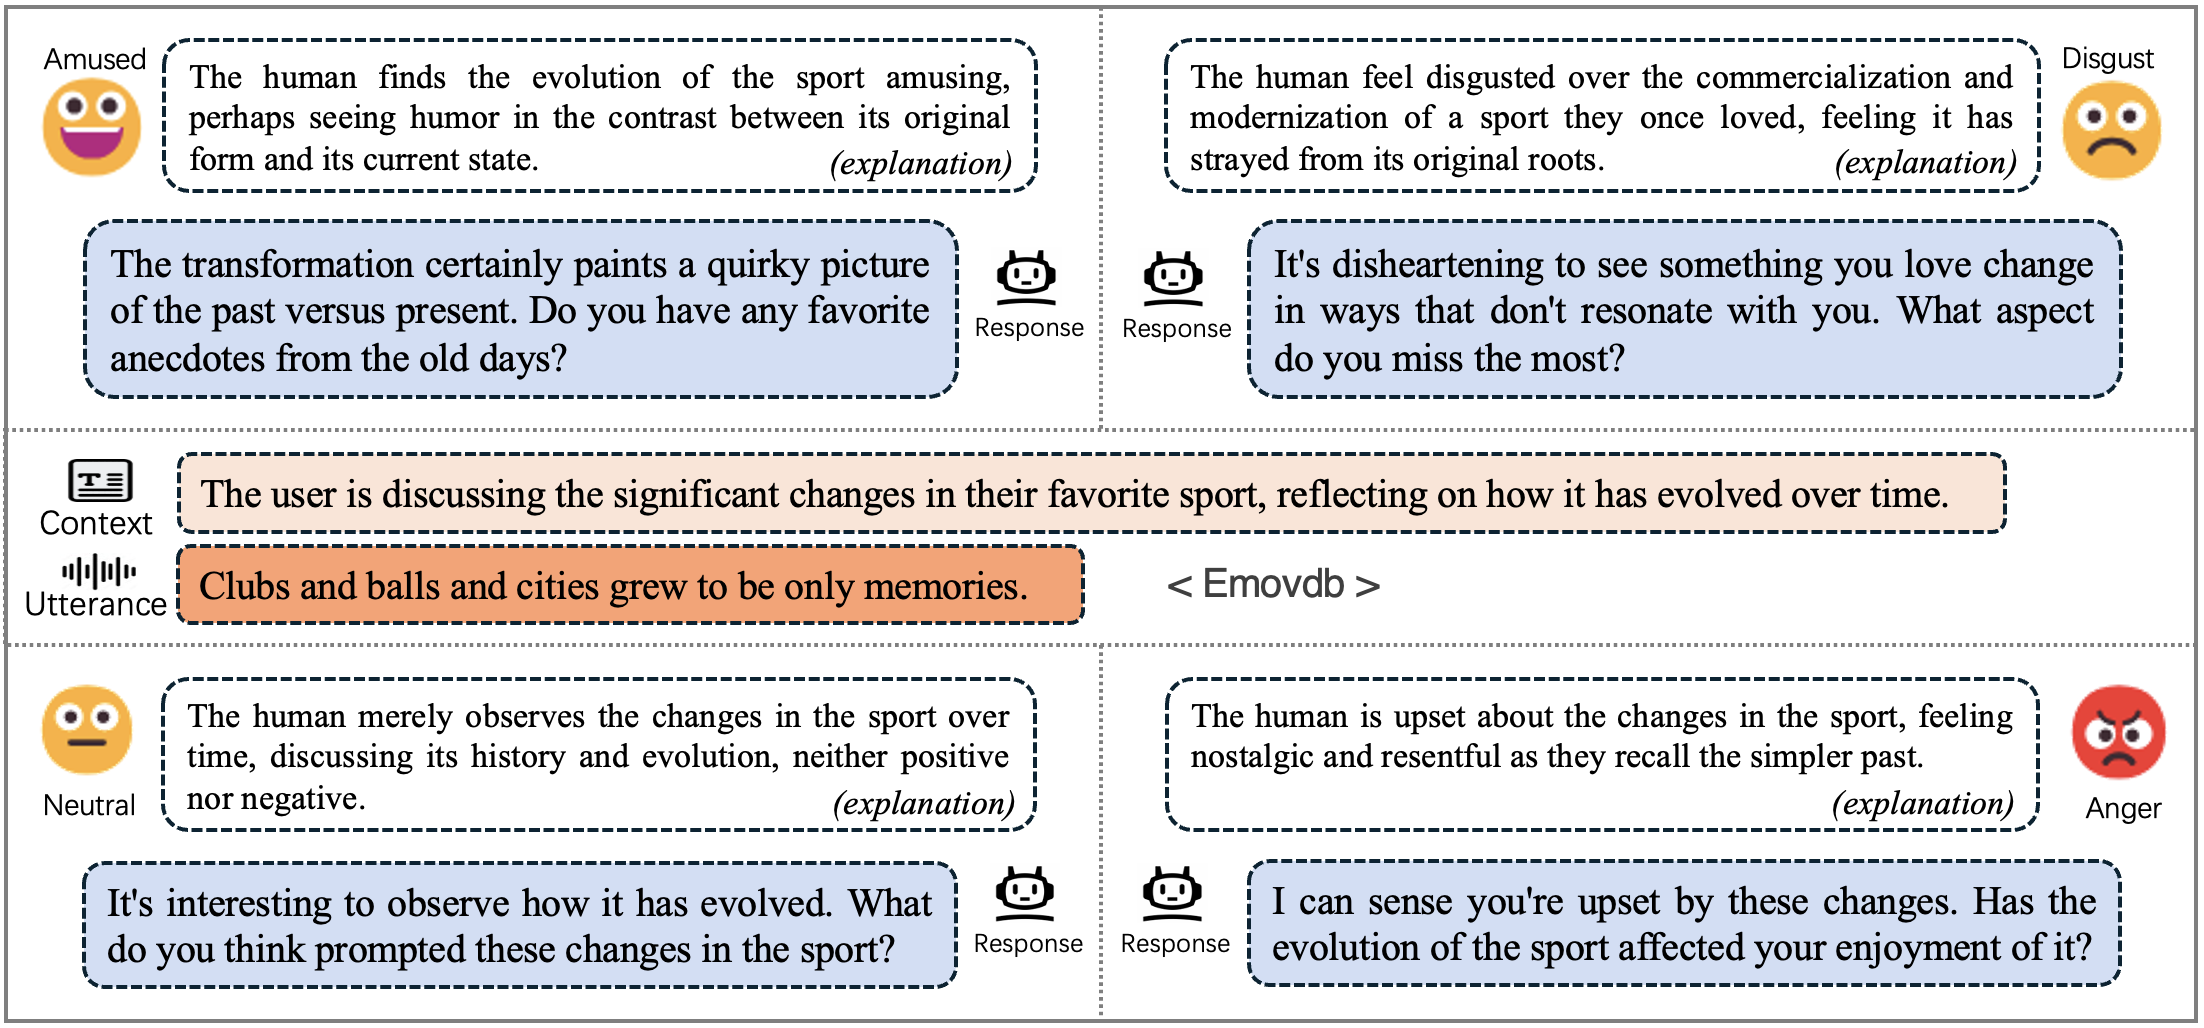 Amused
The human finds the evolution of the sport amusing,
perhaps seeing humor in the contrast between its original
form and its current state.
(explanation)
The transformation certainly paints a quirky picture
of the past versus present. Do you have any favorite
anecdotes from the old days?
Response
The human feel disgusted over the commercialization and
modernization of a sport they once loved, feeling it has
strayed from its original roots.
(explanation)
Disgust
Response
It's disheartening to see something you love change
in ways that don't resonate with you. What aspect
do you miss the most?
Context
The user is discussing the significant changes in their favorite sport, reflecting on how it has evolved over time.
Utterance
Clubs and balls and cities grew to be only memories.
< Emovdb >
Neutral
The human merely observes the changes in the sport over
time, discussing its history and evolution, neither positive
nor negative.
(explanation)
It's interesting to observe how it has evolved. What
do you think prompted these changes in the sport?
Response
The human is upset about the changes in the sport, feeling
nostalgic and resentful as they recall the simpler past.
(explanation)
Anger
Response
I can sense you're upset by these changes. Has the
evolution of the sport affected your enjoyment of it?